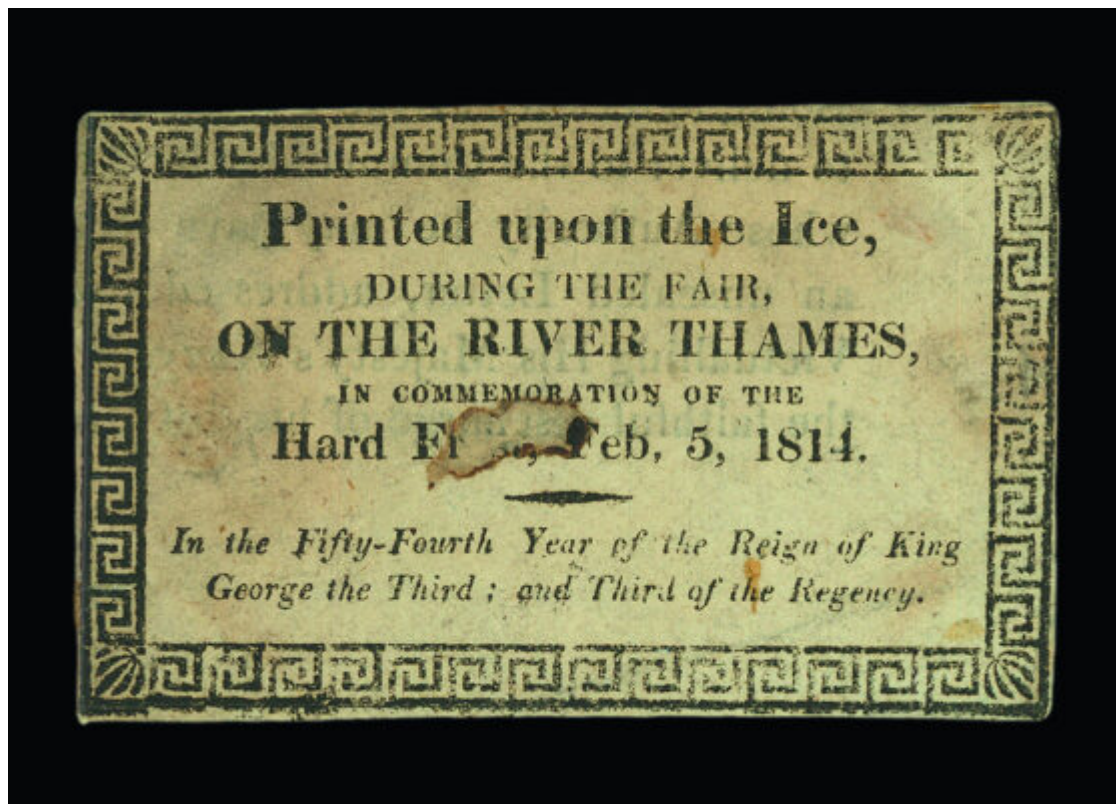 Printed upon the Ice,
DURING THE FAIR,
ON THE RIVER THAMES,
IN COMMEMORATION OF THE
Hard Feb. 5, 1814.
In the Fifty-Fourth Year of the Reign of King
George the Third; and Third of the Regency.